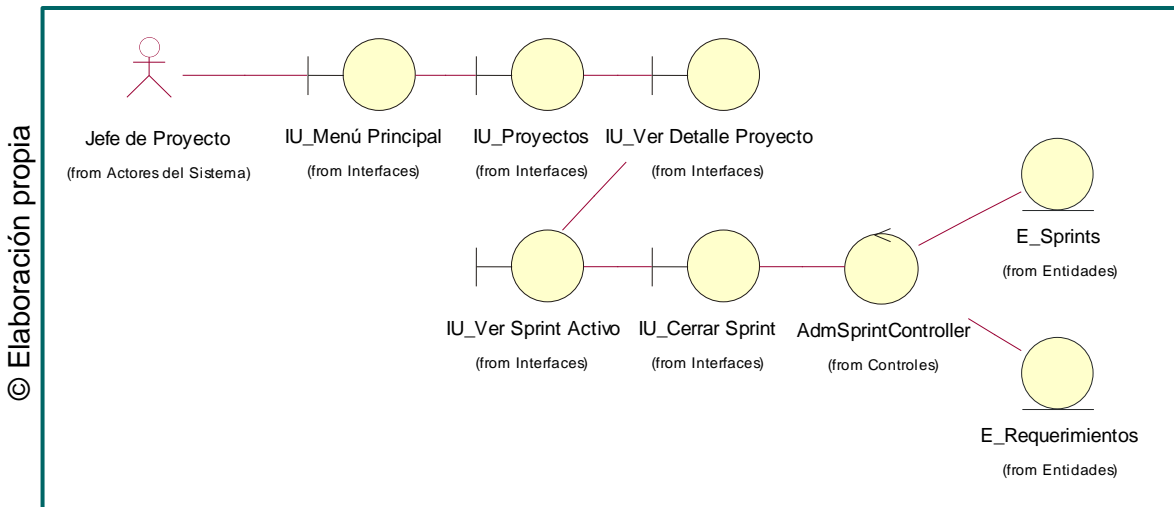 © Elaboración propia
Jefe de Proyecto
(from Actores del Sistema)
IU_Menú Principal
(from Interfaces)
IU_Proyectos
(from Interfaces)
IU_Ver Detalle Proyecto
(from Interfaces)
E_Sprints
(from Entidades)
IU_Ver Sprint Activo
(from Interfaces)
IU_Cerrar Sprint
(from Interfaces)
AdmSprintController
(from Controles)
E_Requerimientos
(from Entidades)